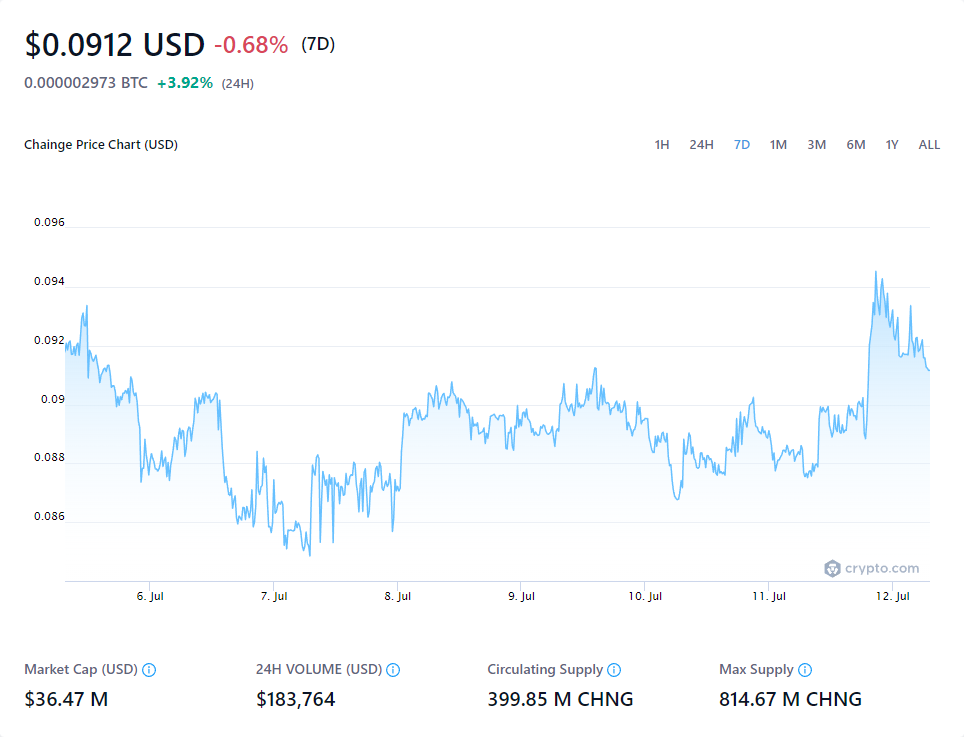 $0.0912 USD -0.68% (7D)
0.000002973 BTC +3.92% (24H)
Chainge Price Chart (USD)
1H 24H 7D 1M 3M 6M 1Y ALL
0.096
0.094
0.092
0.09
0.088
0.086
crypto.com
6. Jul 7. Jul 8. Jul 9. Jul 10. Jul 11. Jul 12. Jul
Market Cap (USD) 24H VOLUME (USD) Circulating Supply Max Supply
$36.47 M $183,764 399.85 M CHNG 814.67 M CHNG